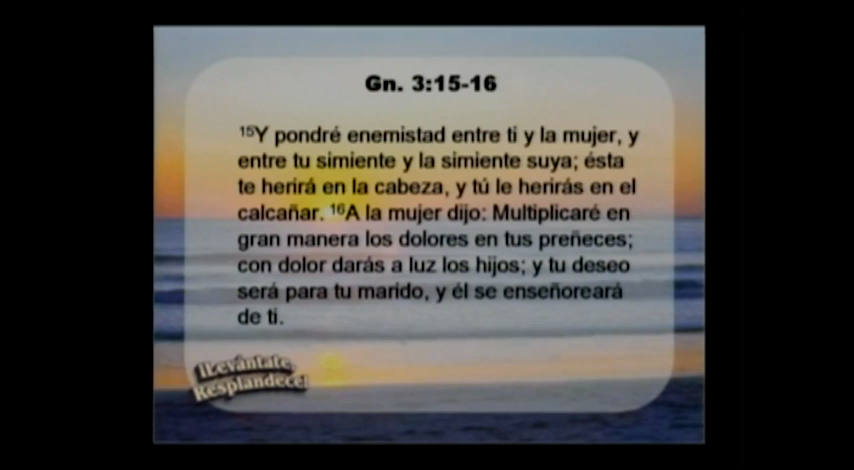 Gn. 3:15-16
¹⁵Y pondré enemistad entre ti y la mujer, y
entre tu simiente y la simiente suya; ésta
te herirá en la cabeza, y tú le herirás en el
calcañar. ¹⁶A la mujer dijo: Multiplicaré en
gran manera los dolores en tus preñeces;
con dolor darás a luz los hijos; y tu deseo
será para tu marido, y él se enseñoreará
de ti.
¡Levántate,
Resplandece!